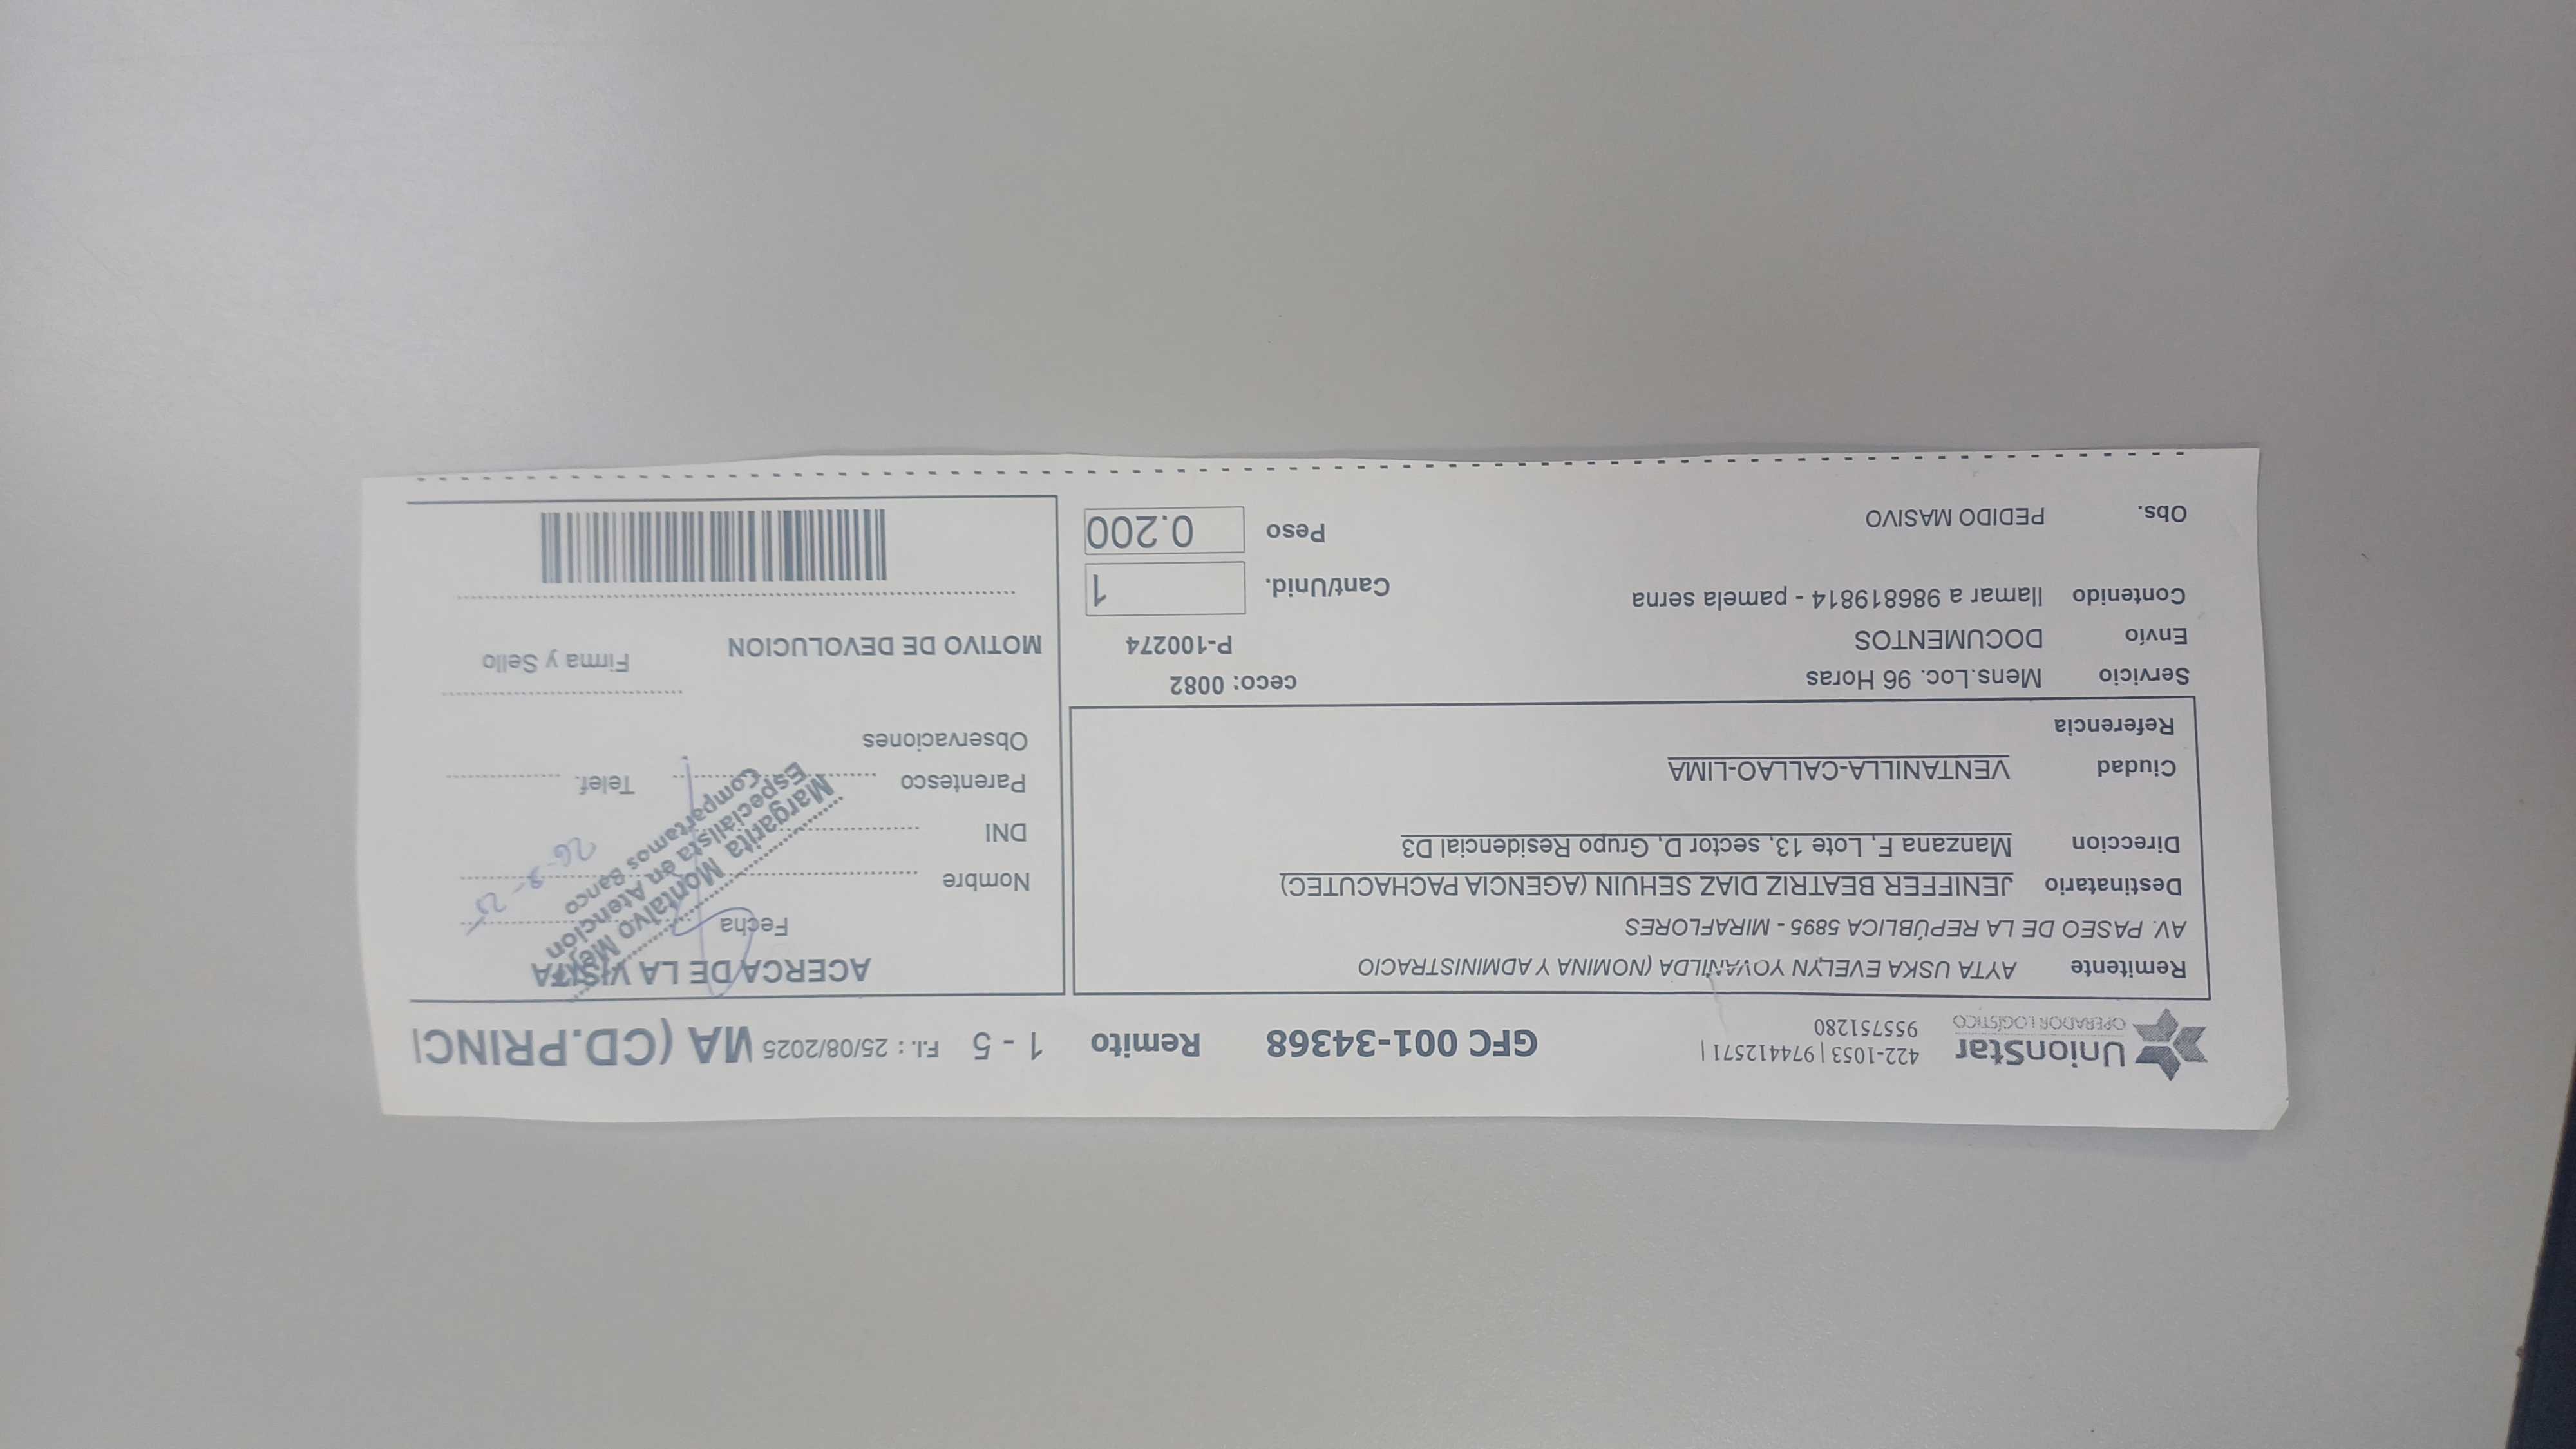 UnionStar
OPERADOR LOGÍSTICO
422-1053 | 974412571 |
955751280
GFC 001-34368
Remito
1 - 5
F.I. : 25/08/2025
MA (CD.PRINCI
Remitente AYTA USKA EVELYN YOVANILDA (NOMINA Y ADMINISTRACIO
AV. PASEO DE LA REPÚBLICA 5895 - MIRAFLORES
Destinatario JENIFFER BEATRIZ DIAZ SEHUIN (AGENCIA PACHACUTEC)
Direccion Manzana F, Lote 13, sector D, Grupo Residencial D3
Ciudad VENTANILLA-CALLAO-LIMA
Referencia
Servicio Mens.Loc. 96 Horas
ceco: 0082
Envío DOCUMENTOS
P-100274
Contenido llamar a 986819814 - pamela serna
Cant/Unid. 1
Obs. PEDIDO MASIVO
Peso 0.200
ACERCA DE LA VISITA
Fecha
Nombre
DNI
Parentesco
Telef.
Observaciones
Margarita Montalvo
Especialista en Atencion
Compartamos Banco
MOTIVO DE DEVOLUCION
Firma y Sello